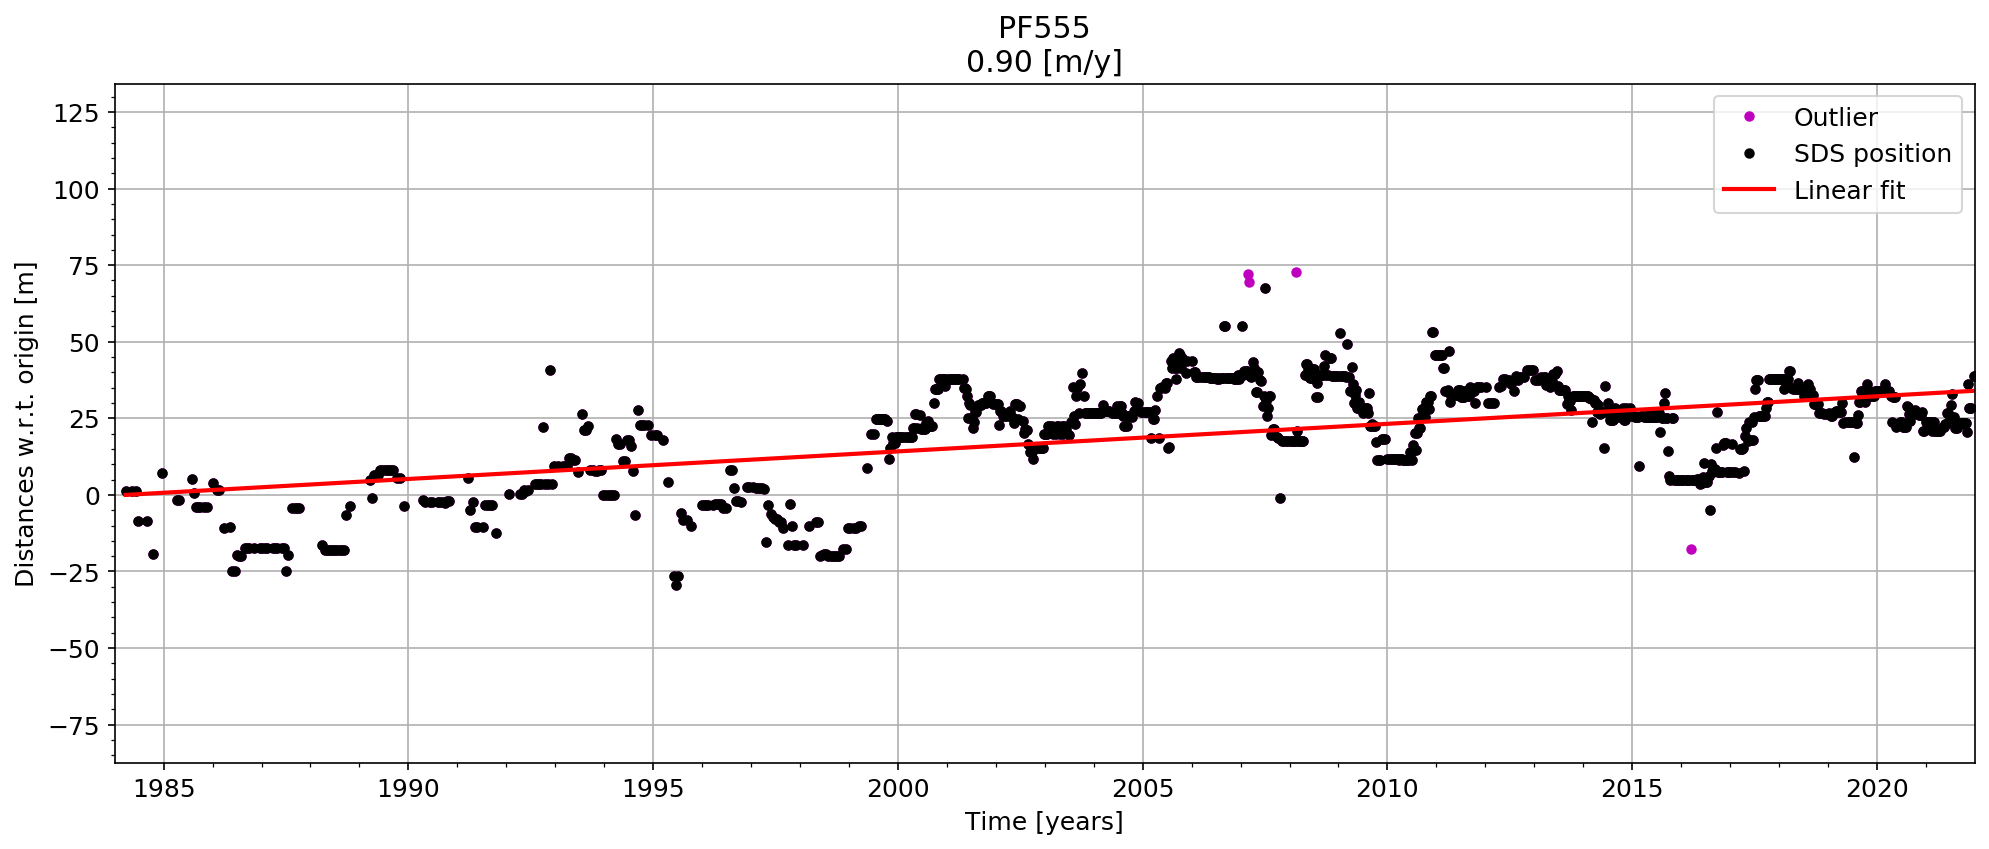 PF555
0.90 [m/y]
Distances w.r.t. origin [m]
125
100
75
50
25
0
−25
−50
−75
Outlier
SDS position
Linear fit
1985 1990 1995 2000 2005 2010 2015 2020
Time [years]